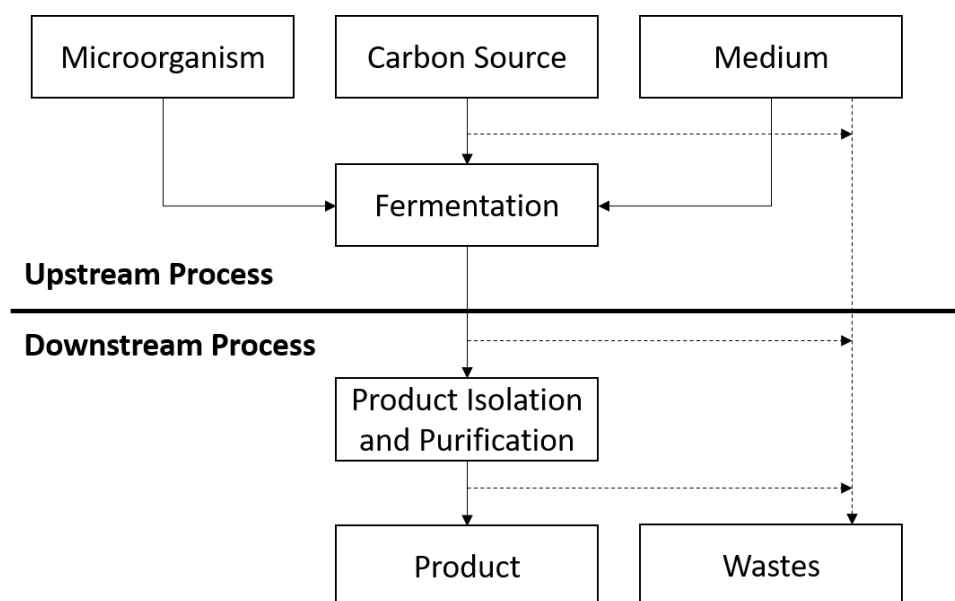 Microorganism
Carbon Source
Medium
Fermentation
Upstream Process
Downstream Process
Product Isolation
and Purification
Product
Wastes